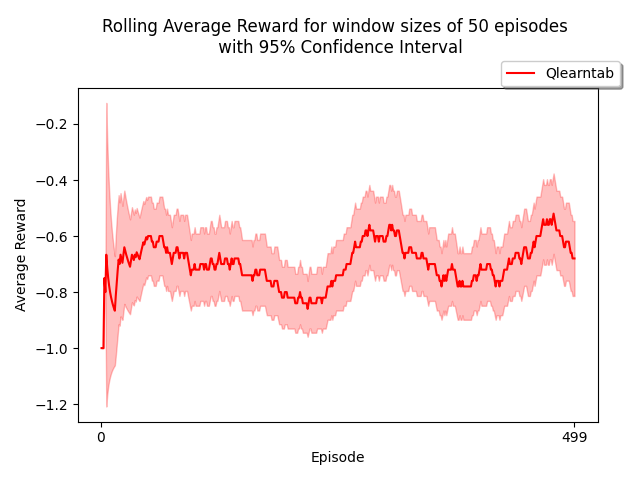 Rolling Average Reward for window sizes of 50 episodes
with 95% Confidence Interval
Qlearntab
−0.2
−0.4
−0.6
−0.8
−1.0
−1.2
Average Reward
0
499
Episode